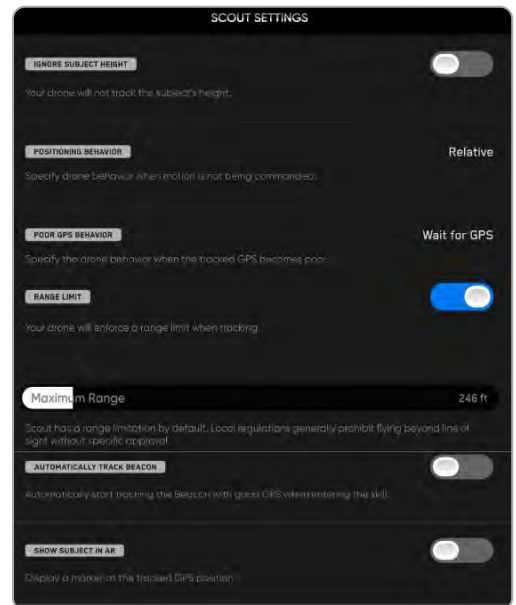 SCOUT SETTINGS
IGNORE SUBJECT HEIGHT
Your drone will not track the subject's height.
POSITIONING BEHAVIOR
Relative
Specify drone behavior when motion is not being commanded.
POOR GPS BEHAVIOR
Wait for GPS
Specify the drone behavior when the tracked GPS becomes poor.
RANGE LIMIT
Your drone will enforce a range limit when tracking.
Maximum Range
246 ft
Scout has a range limitation by default. Local regulations generally prohibit flying beyond line of
sight without specific approval.
AUTOMATICALLY TRACK BEACON
Automatically start tracking the Beacon with good GPS when entering the skill.
SHOW SUBJECT IN AR
Display a marker at the tracked GPS position.